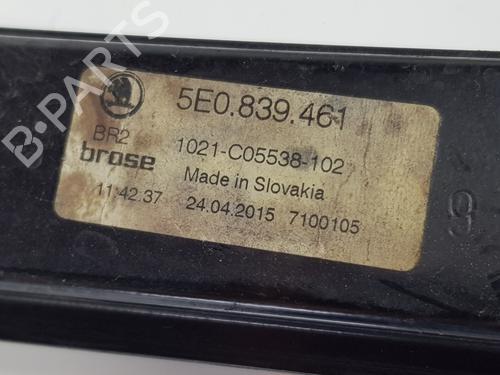 5E0.839.461
BR2
brose
1021-C05538-102
Made in Slovakia
11:42.37
24.04.2015 7100105
9
B-Parts